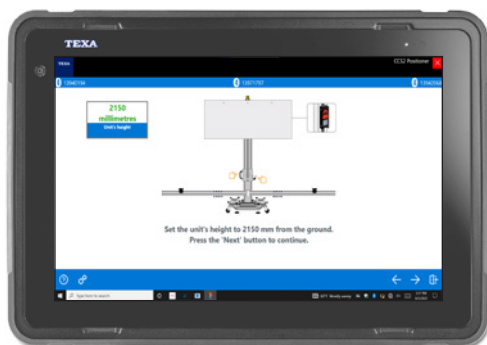 TEXA
CCS2 Positioner
TEXA
2150
millimetres
Unit's height
Set the unit's height to 2150 mm from the ground.
Press the 'Next' button to continue.
Type here to search